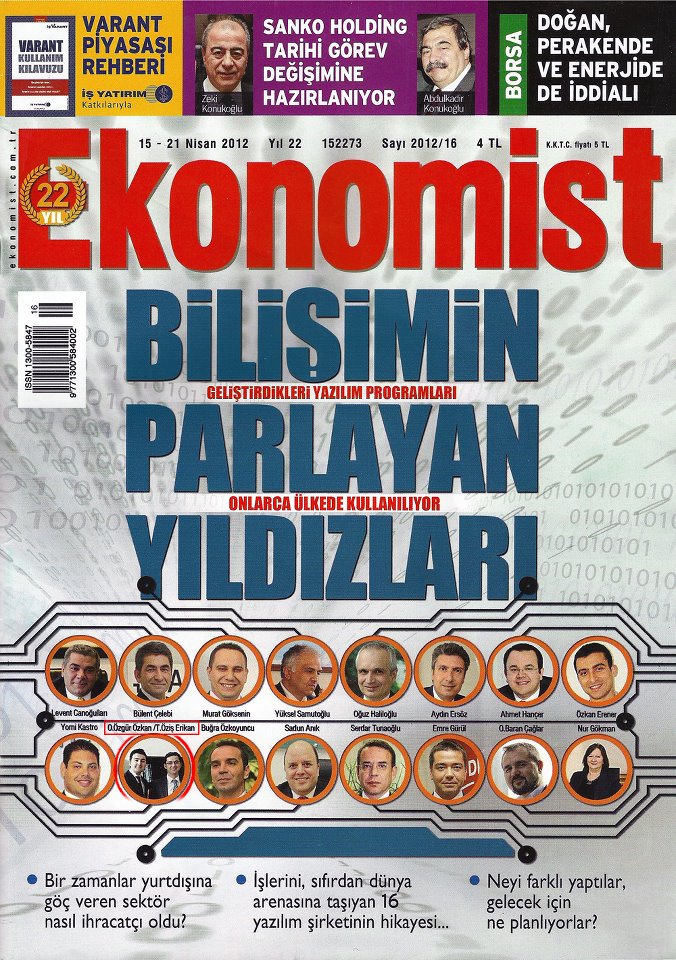 İŞ YATIRIM
VARANT
KULLANIM
KILAVUZU
İŞ YATIRIM
VARANT
PİYASASI
REHBERİ
İŞ YATIRIM
Katkılarıyla
Zeki
Konukoğlu
SANKO HOLDİNG
TARİHİ GÖREV
DEĞİŞİMİNE
HAZIRLANIYOR
Abdulkadir
Konukoğlu
BORSA
DOĞAN,
PERAKENDE
VE ENERJİDE
DE İDDİALI
15 - 21 Nisan 2012 Yıl 22 152273 Sayı 2012/16 4 TL K.K.T.C. fiyatı 5 TL
ekonomist.com.tr
22
YIL
Ekonomist
ISSN 1300-5847
16
9771300584002
BİLİŞİMİN
GELİŞTİRDİKLERİ YAZILIM PROGRAMLARI
PARLAYAN
ONLARCA ÜLKEDE KULLANILIYOR
YILDIZLARI
Levent Canoğulları Bülent Çelebi Murat Göksenin Yüksel Samutoğlu Oğuz Haliloğlu Aydın Ersöz Ahmet Hançer Özkan Erener
Yomi Kastro O.Özgür Özkan /T.Öziş Erikan Buğra Özkoyuncu Sadun Anık Serdar Tunaoğlu Emre Gürül O.Baran Çağlar Nur Gökman
Bir zamanlar yurtdışına
göç veren sektör
nasıl ihracatçı oldu?
İşlerini, sıfırdan dünya
arenasına taşıyan 16
yazılım şirketinin hikayesi...
Neyi farklı yaptılar,
gelecek için
ne planlıyorlar?